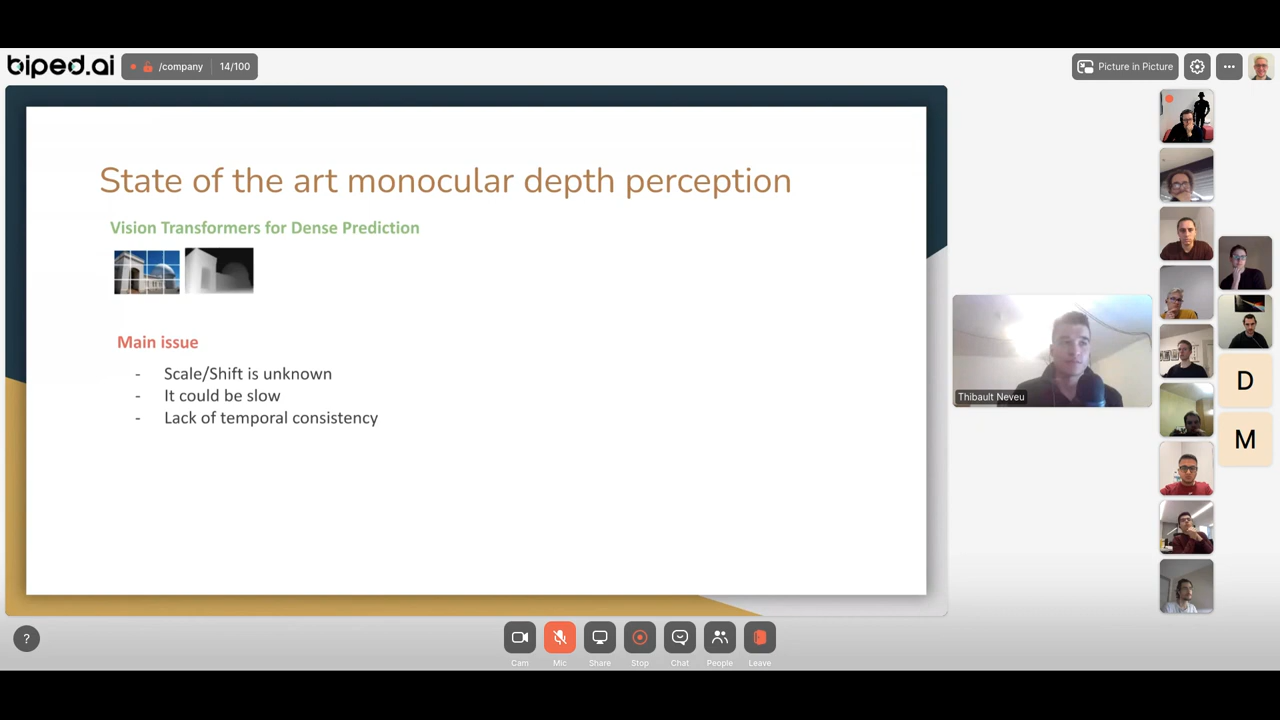 biped.ai
/company
14/100
Picture in Picture
State of the art monocular depth perception
Vision Transformers for Dense Prediction
Main issue
- Scale/Shift is unknown
- It could be slow
- Lack of temporal consistency
Thibault Neveu
D
M
?
Cam
Mic
Share
Stop
Chat
People
Leave